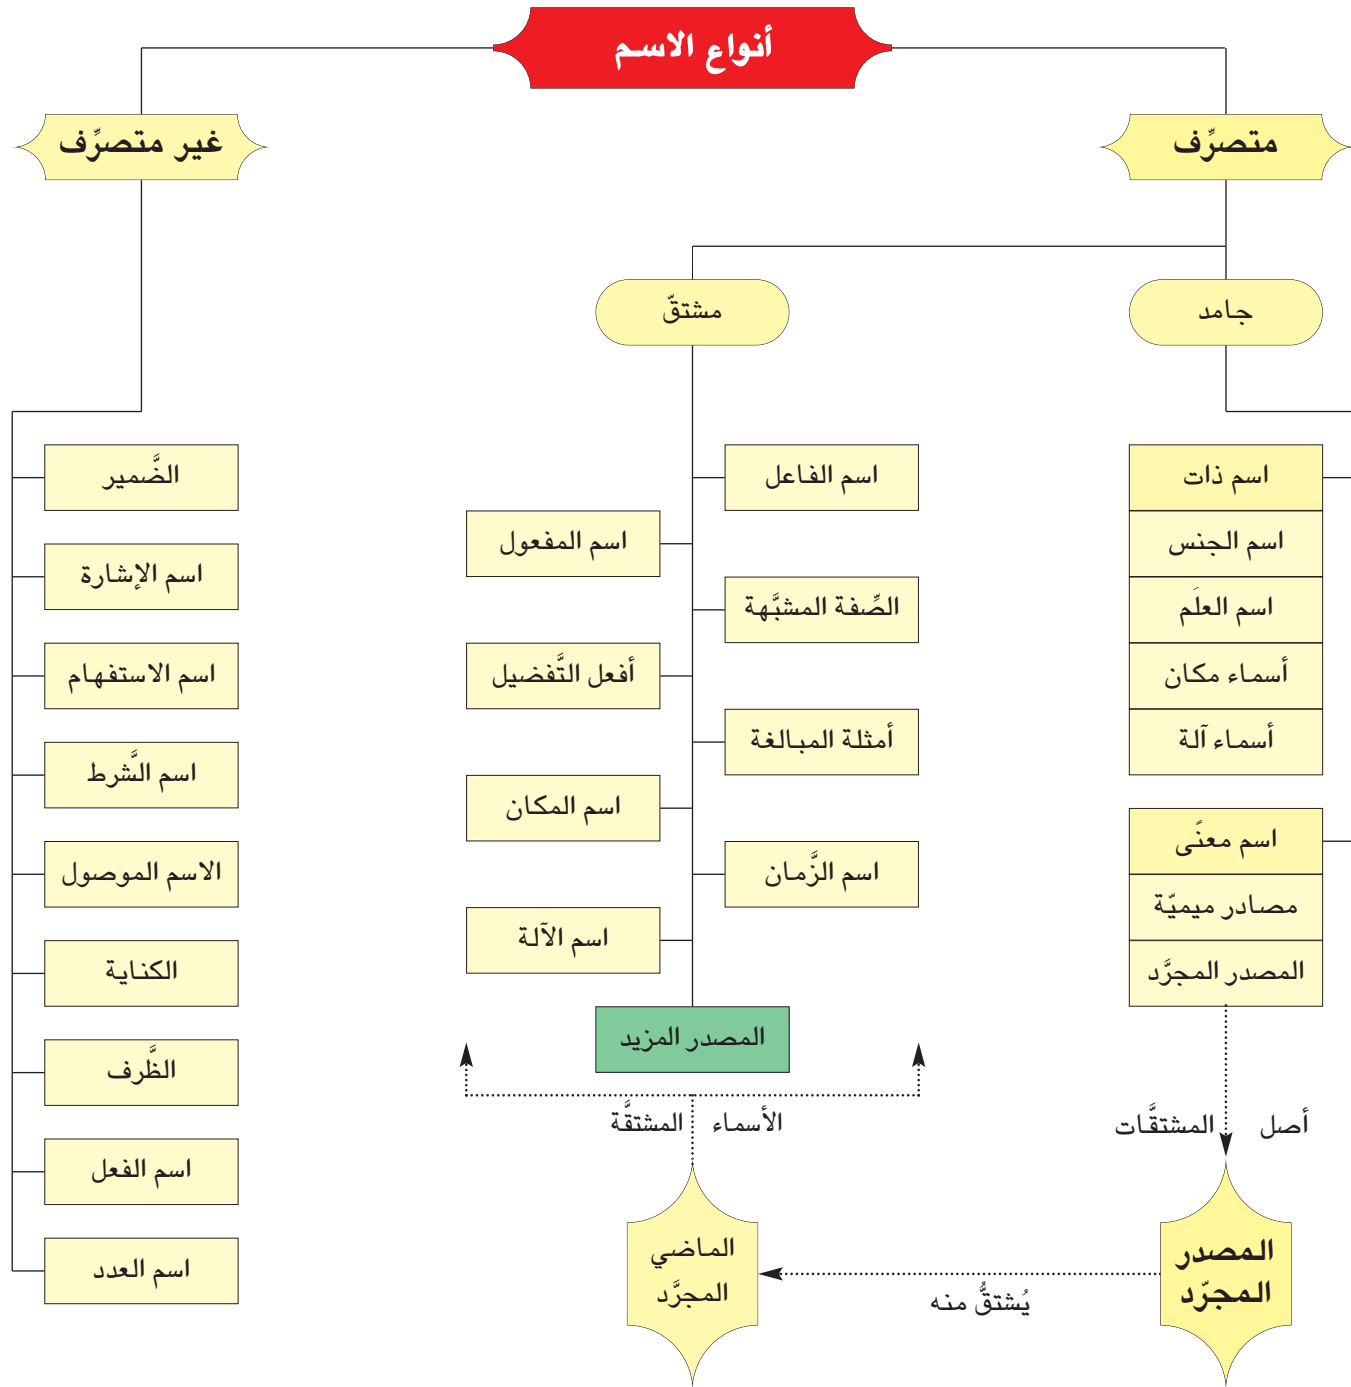 أنواع الاسم
متصرِّف
غير متصرِّف
جامد
مشتقّ
اسم ذات
اسم الجنس
اسم العلَم
أسماء مكان
أسماء آلة
اسم معنًى
مصادر ميميّة
المصدر المجرَّد
أصل المشتقَّات
المصدر
المجرّد
يُشتقُّ منه
اسم الفاعل
اسم المفعول
الصِّفة المشبَّهة
أفعل التَّفضيل
أمثلة المبالغة
اسم المكان
اسم الزَّمان
اسم الآلة
المصدر المزيد
الأسماء المشتقَّة
الماضي
المجرَّد
الضَّمير
اسم الإشارة
اسم الاستفهام
اسم الشَّرط
الاسم الموصول
الكناية
الظَّرف
اسم الفعل
اسم العدد